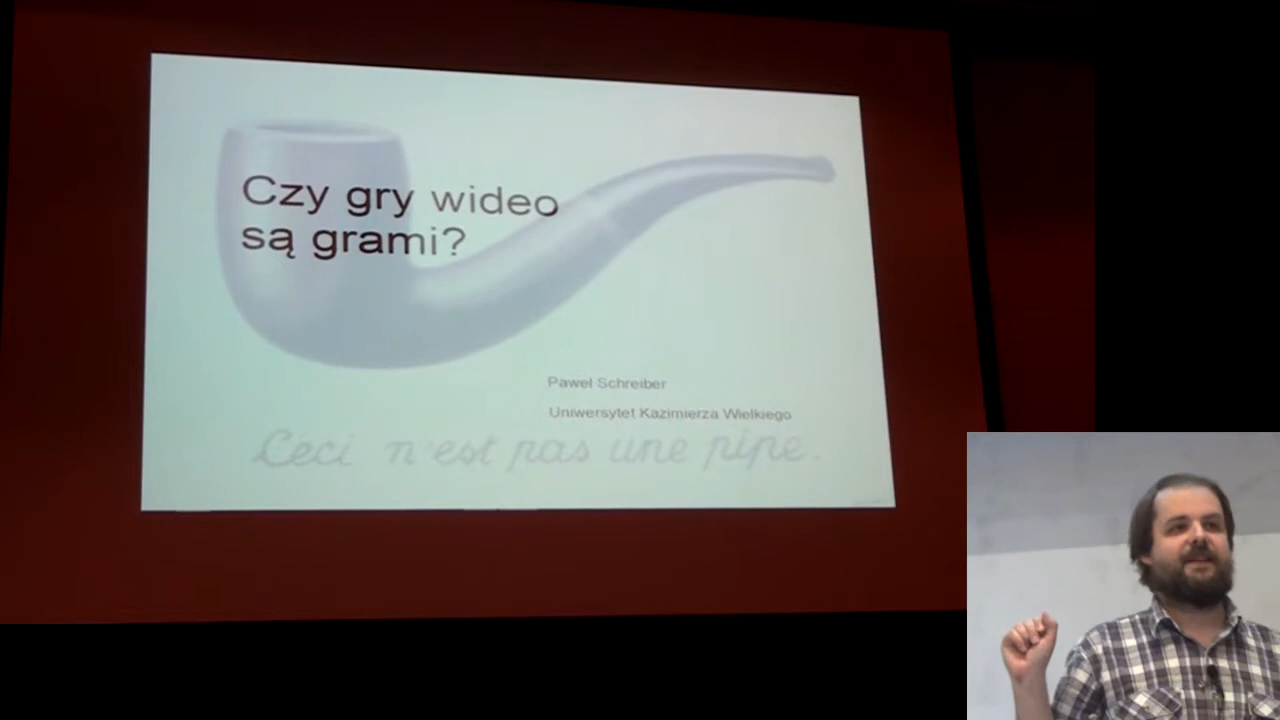 Czy gry wideo
są grami?
Paweł Schreiber
Uniwersytet Kazimierza Wielkiego
Ceci n'est pas une pipe.